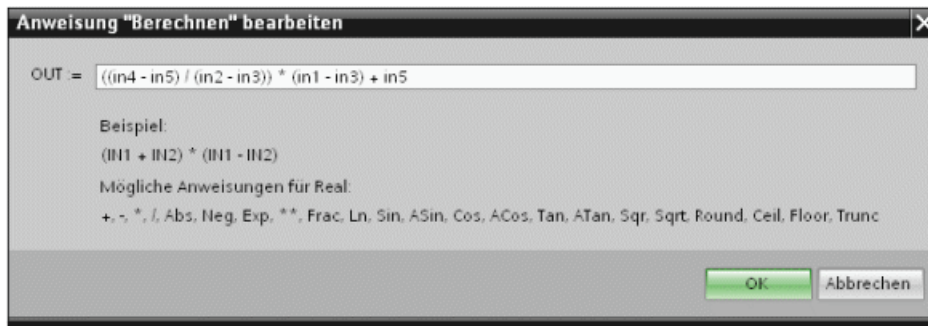 Anweisung "Berechnen" bearbeiten
OUT := ((in4 - in5) / (in2 - in3)) * (in1 - in3) + in5
Beispiel:
(IN1 + IN2) * (IN1 - IN2)
Mögliche Anweisungen für Real:
+, -, *, /, Abs, Neg, Exp, **, Frac, Ln, Sin, ASin, Cos, ACos, Tan, ATan, Sqr, Sqrt, Round, Ceil, Floor, Trunc
OK Abbrechen